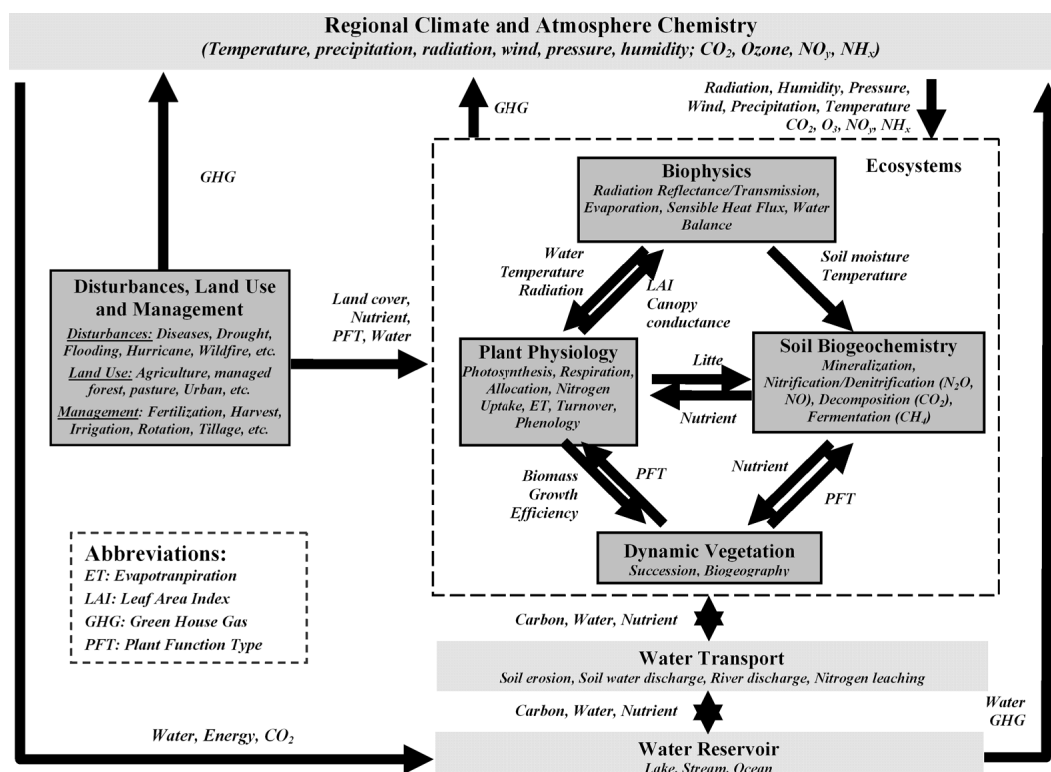 Regional Climate and Atmosphere Chemistry
(Temperature, precipitation, radiation, wind, pressure, humidity; CO₂, Ozone, NOy, NHₓ)
GHG
GHG
Radiation, Humidity, Pressure,
Wind, Precipitation, Temperature
CO₂, O₃, NOy, NHₓ
Ecosystems
Biophysics
Radiation Reflectance/Transmission,
Evaporation, Sensible Heat Flux, Water
Balance
Water
Temperature
Radiation
LAI
Canopy
conductance
Soil moisture
Temperature
Disturbances, Land Use
and Management
Disturbances: Diseases, Drought,
Flooding, Hurricane, Wildfire, etc.
Land Use: Agriculture, managed
forest, pasture, Urban, etc.
Management: Fertilization, Harvest,
Irrigation, Rotation, Tillage, etc.
Land cover,
Nutrient,
PFT, Water
Plant Physiology
Photosynthesis, Respiration,
Allocation, Nitrogen
Uptake, ET, Turnover,
Phenology
Litte
Nutrient
Soil Biogeochemistry
Mineralization,
Nitrification/Denitrification (N₂O,
NO), Decomposition (CO₂),
Fermentation (CH₄)
Biomass
Growth
Efficiency
PFT
Nutrient
PFT
Dynamic Vegetation
Succession, Biogeography
Abbreviations:
ET: Evapotranpiration
LAI: Leaf Area Index
GHG: Green House Gas
PFT: Plant Function Type
Carbon, Water, Nutrient
Water Transport
Soil erosion, Soil water discharge, River discharge, Nitrogen leaching
Carbon, Water, Nutrient
Water
GHG
Water, Energy, CO₂
Water Reservoir
Lake, Stream, Ocean